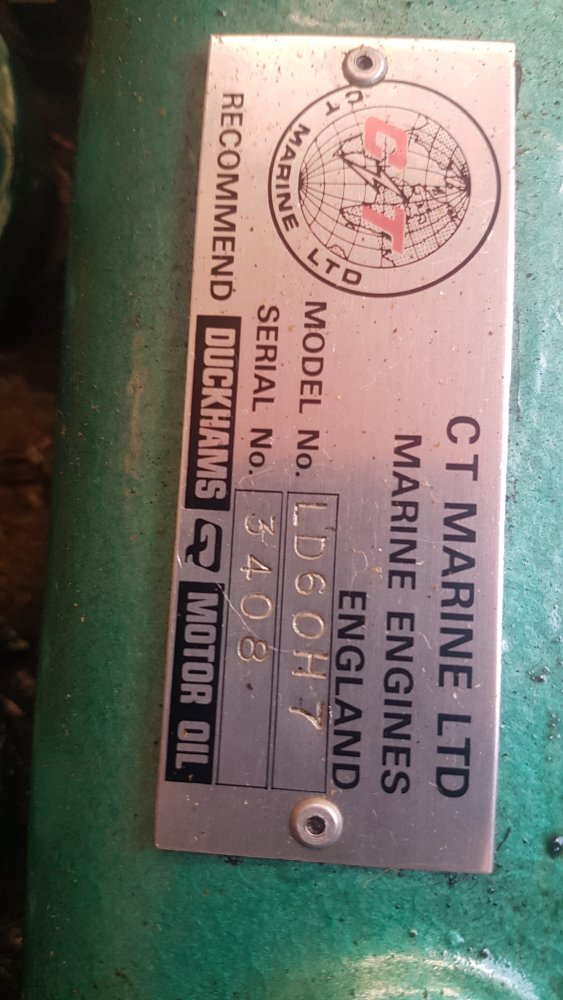 CT
CT MARINE LTD
CT MARINE LTD
MARINE ENGINES
ENGLAND
MODEL No. LD60H7
SERIAL No. 3408
RECOMMEND DUCKHAMS Q MOTOR OIL